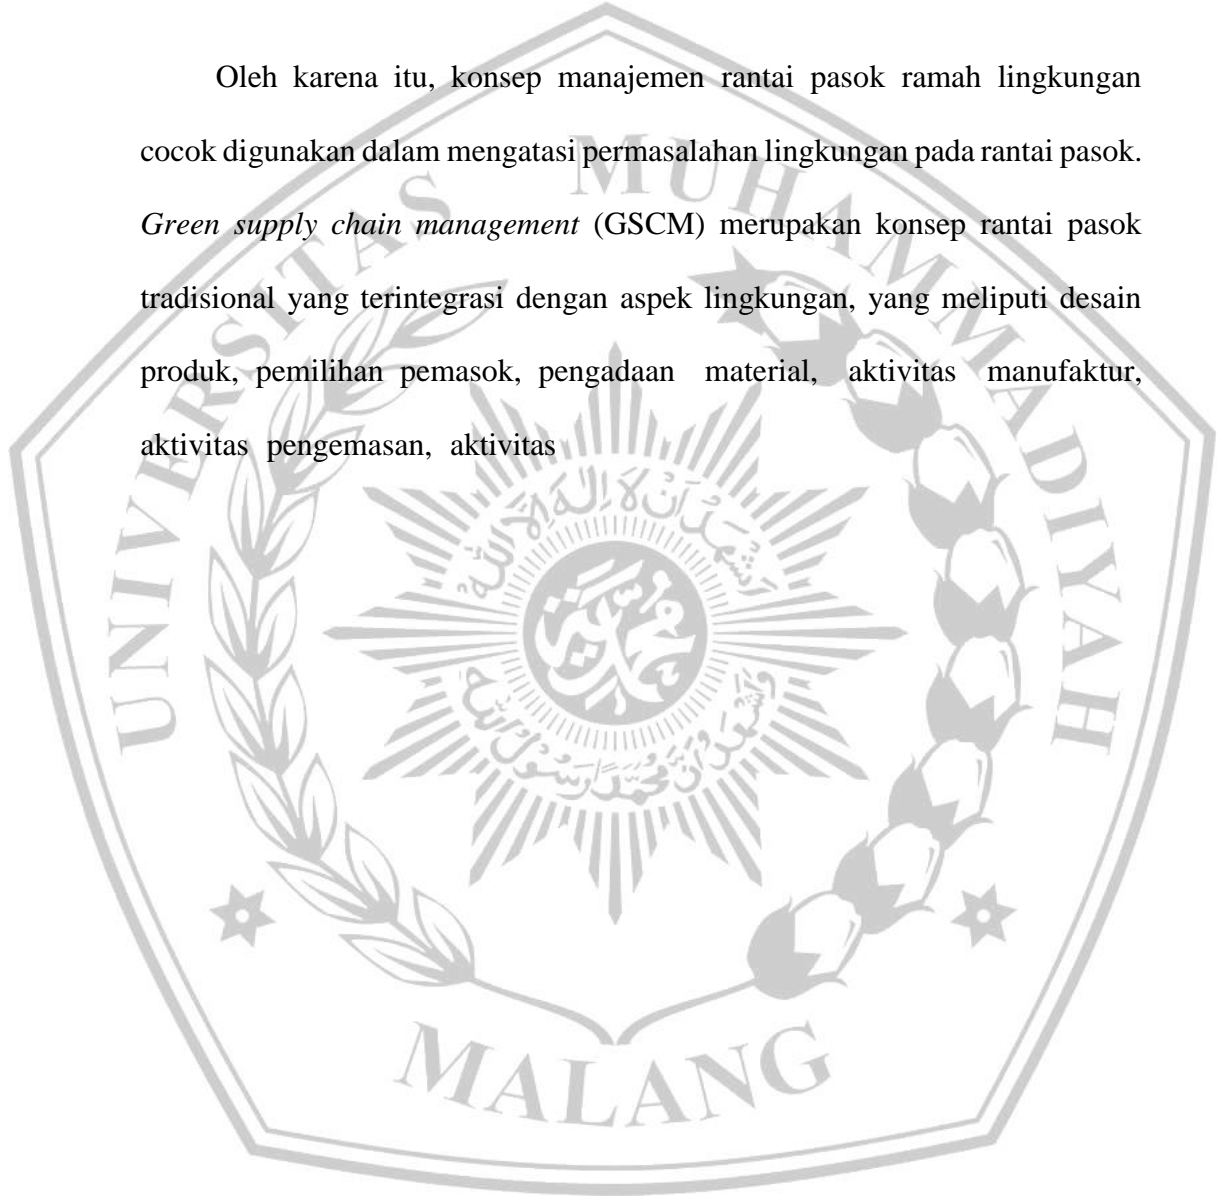 Oleh karena itu, konsep manajemen rantai pasok ramah lingkungan
cocok digunakan dalam mengatasi permasalahan lingkungan pada rantai pasok.
Green supply chain management (GSCM) merupakan konsep rantai pasok
tradisional yang terintegrasi dengan aspek lingkungan, yang meliputi desain
produk, pemilihan pemasok, pengadaan material, aktivitas manufaktur,
aktivitas pengemasan, aktivitas
UNIVERSITAS MUHAMMADIYAH
MALANG